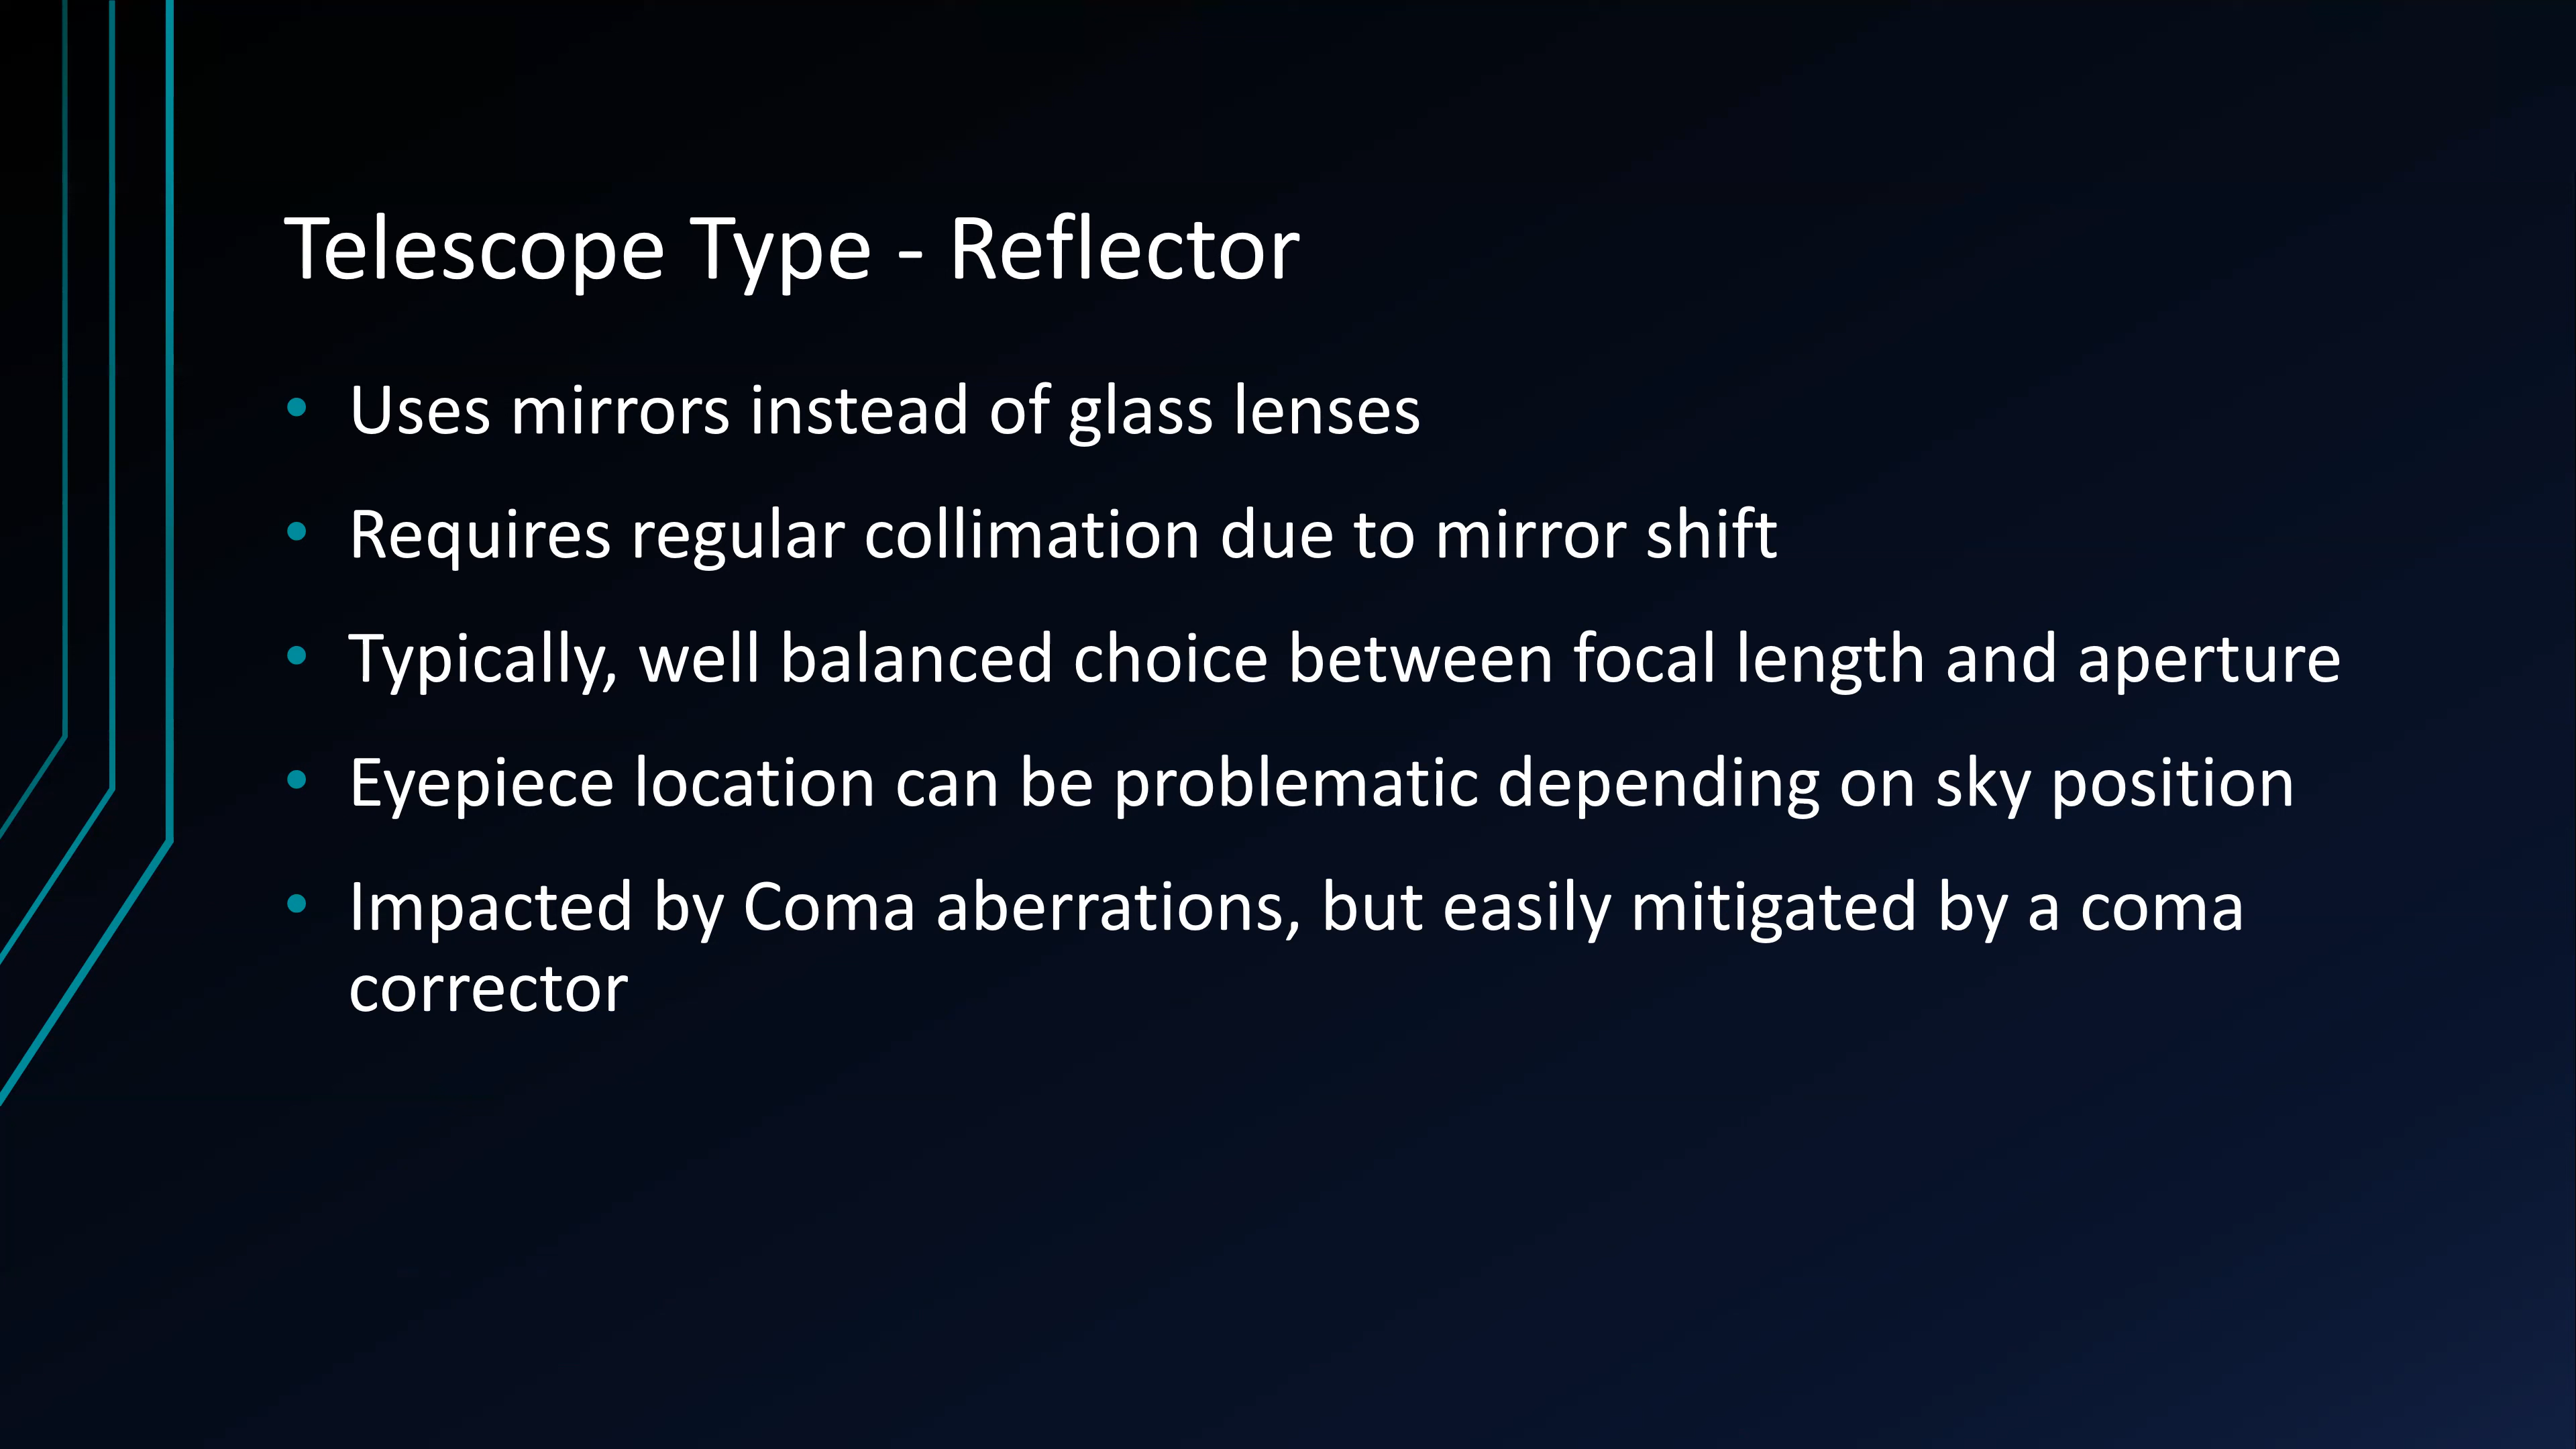 Telescope Type - Reflector
• Uses mirrors instead of glass lenses
• Requires regular collimation due to mirror shift
• Typically, well balanced choice between focal length and aperture
• Eyepiece location can be problematic depending on sky position
• Impacted by Coma aberrations, but easily mitigated by a coma
corrector